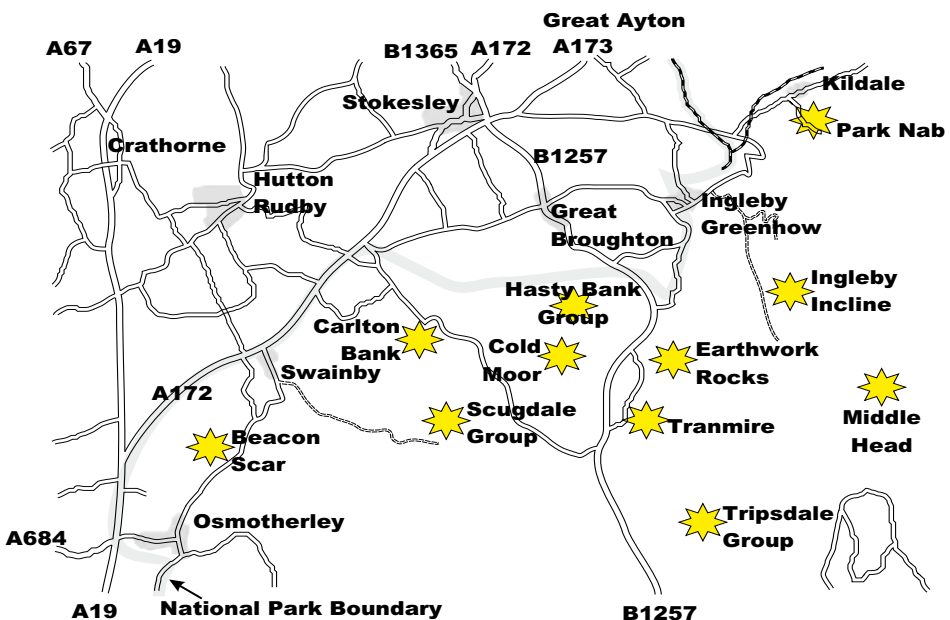 Great Ayton
A67
A19
B1365
A172
A173
Kildale
Stokesley
Park Nab
Crathorne
B1257
Hutton
Rudby
Ingleby
Greenhow
Great
Broughton
Ingleby
Incline
Hasty Bank
Group
Carlton
Bank
Cold
Moor
Earthwork
Rocks
Swainby
A172
Scugdale
Group
Tranmire
Middle
Head
Beacon
Scar
Osmotherley
Tripsdale
Group
A684
A19
National Park Boundary
B1257